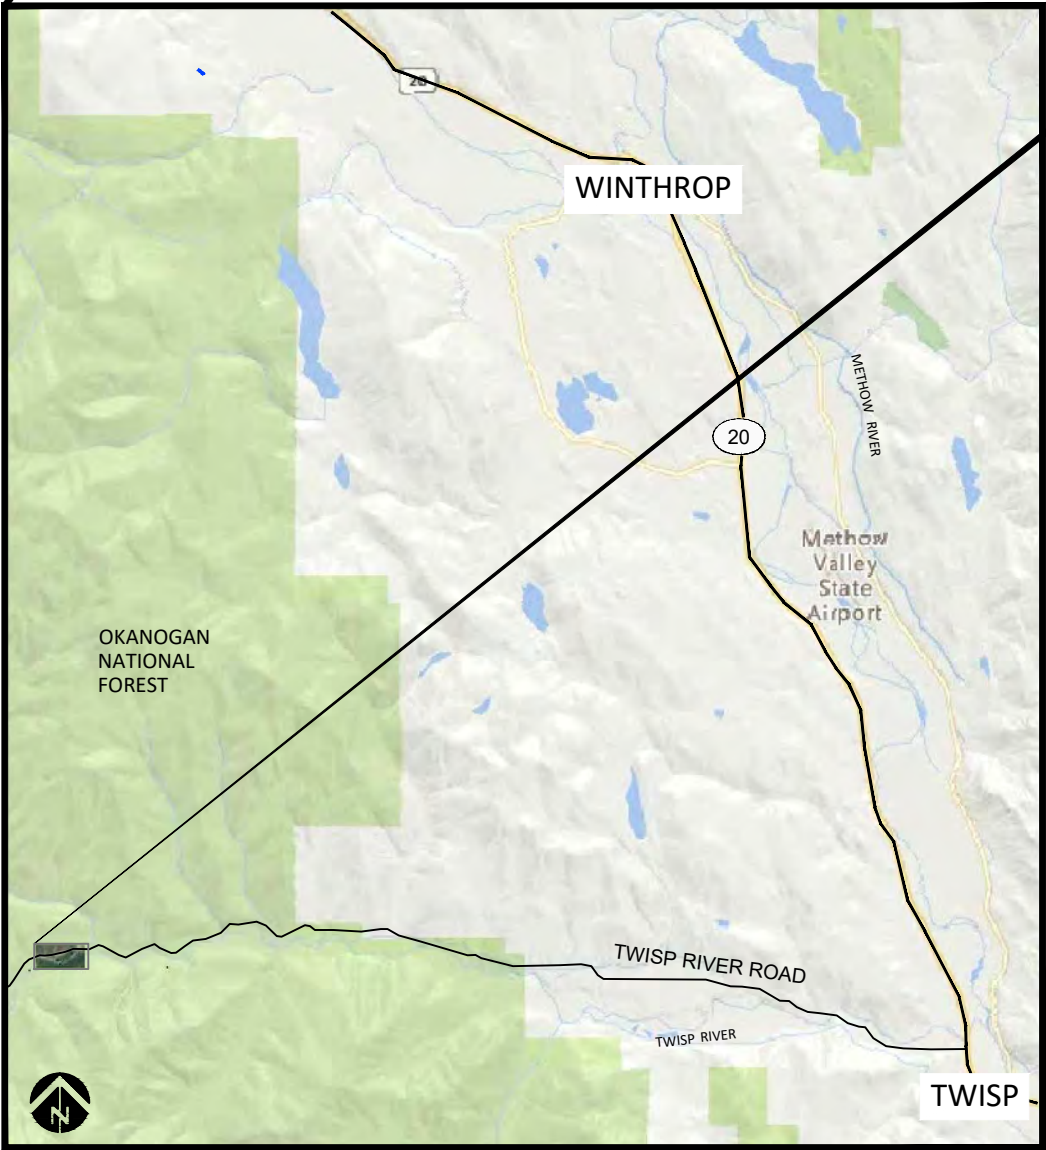 20
WINTHROP
METHOW RIVER
20
Methow
Valley
State
Airport
OKANOGAN
NATIONAL
FOREST
TWISP RIVER ROAD
TWISP RIVER
N
TWISP